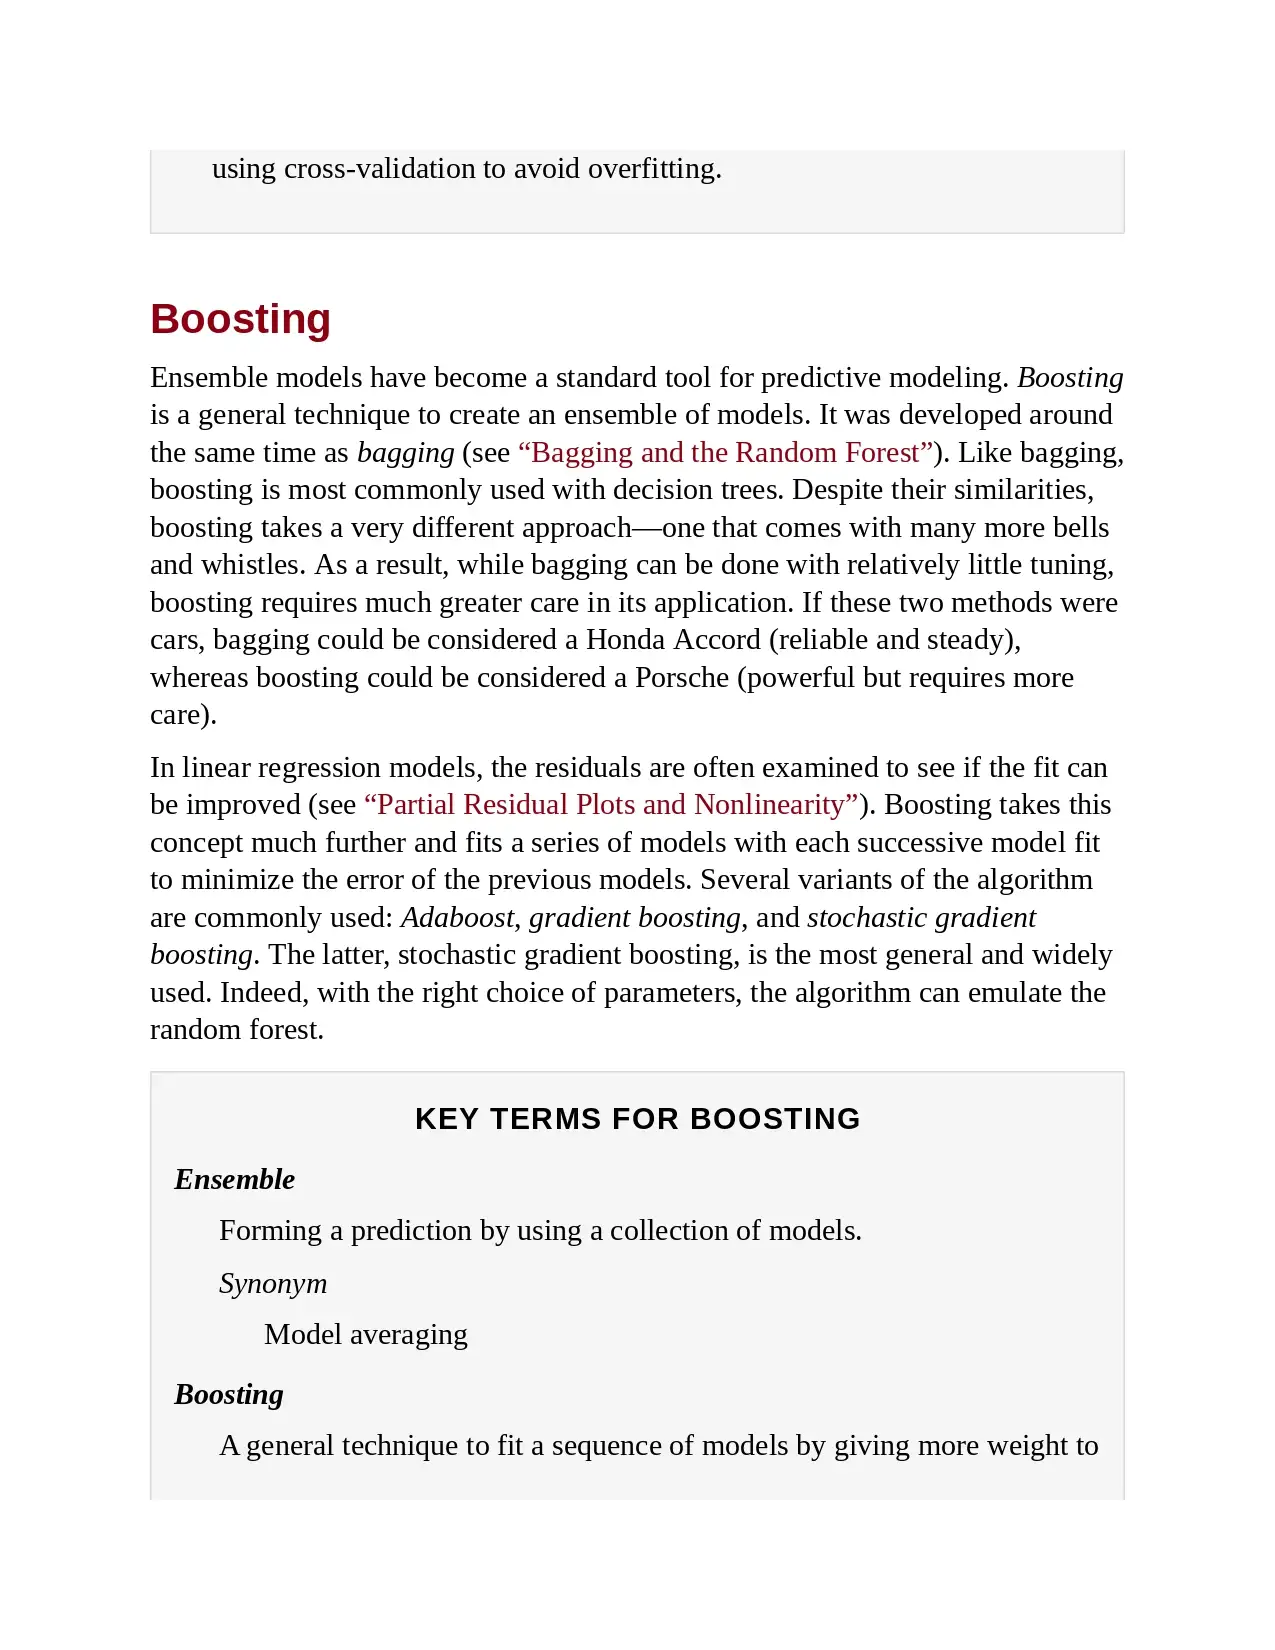 using cross-validation to avoid overfitting.
Boosting
Ensemble models have become a standard tool for predictive modeling. Boosting
is a general technique to create an ensemble of models. It was developed around
the same time as bagging (see “Bagging and the Random Forest”). Like bagging,
boosting is most commonly used with decision trees. Despite their similarities,
boosting takes a very different approach—one that comes with many more bells
and whistles. As a result, while bagging can be done with relatively little tuning,
boosting requires much greater care in its application. If these two methods were
cars, bagging could be considered a Honda Accord (reliable and steady),
whereas boosting could be considered a Porsche (powerful but requires more
care).
In linear regression models, the residuals are often examined to see if the fit can
be improved (see “Partial Residual Plots and Nonlinearity”). Boosting takes this
concept much further and fits a series of models with each successive model fit
to minimize the error of the previous models. Several variants of the algorithm
are commonly used: Adaboost, gradient boosting, and stochastic gradient
boosting. The latter, stochastic gradient boosting, is the most general and widely
used. Indeed, with the right choice of parameters, the algorithm can emulate the
random forest.
KEY TERMS FOR BOOSTING
Ensemble
Forming a prediction by using a collection of models.
Synonym
Model averaging
Boosting
A general technique to fit a sequence of models by giving more weight to